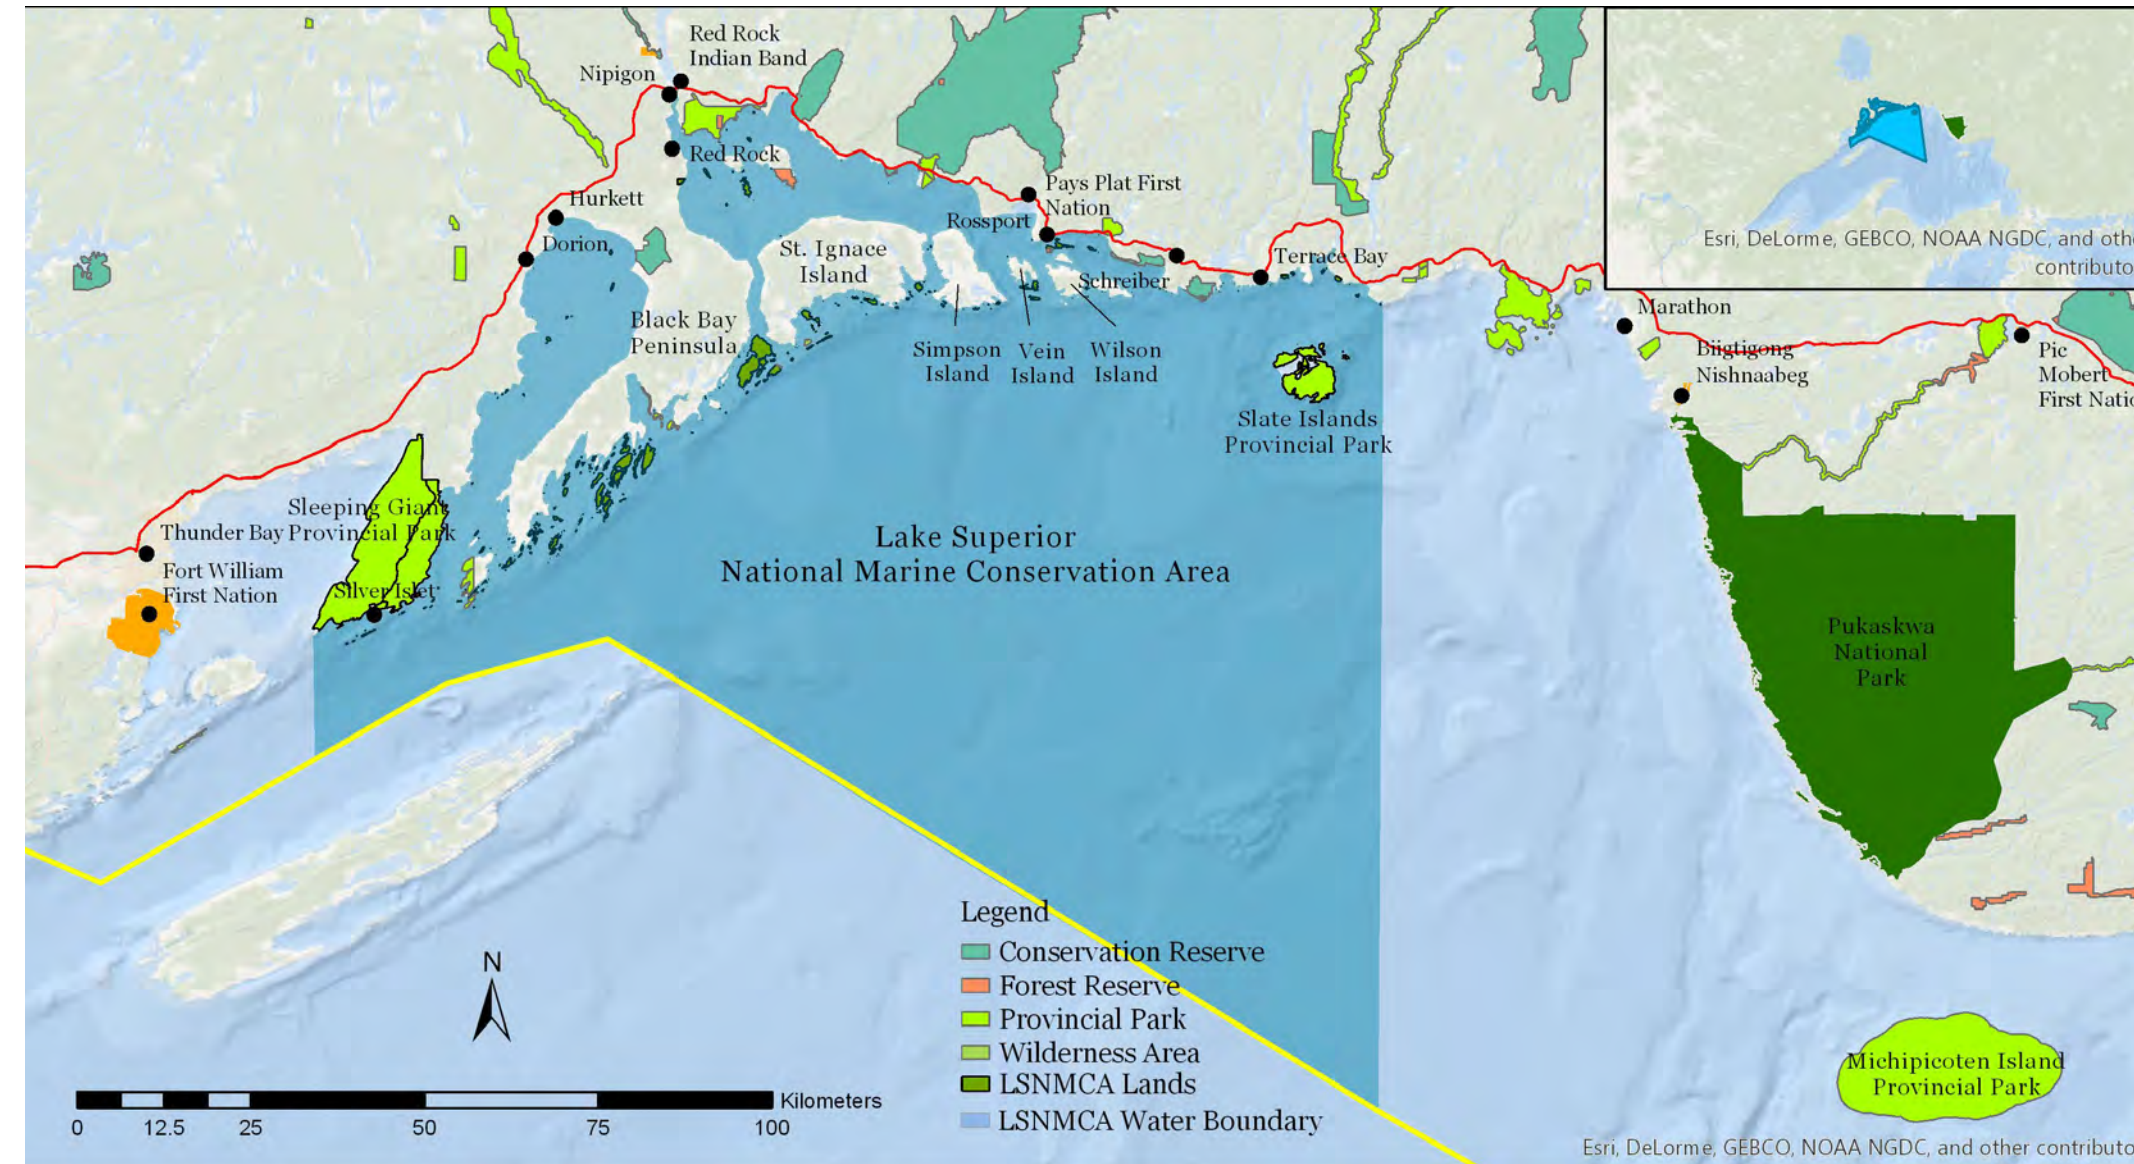 Red Rock
Indian Band
Nipigon
Red Rock
Hurkett
Dorion
Pays Plat First
Nation
Rossport
St. Ignace
Island
Schreiber
Terrace Bay
Black Bay
Peninsula
Simpson
Island
Vein
Island
Wilson
Island
Slate Islands
Provincial Park
Marathon
Biigtigong
Nishnaabeg
Pic
Mobert
First Natio
Esri, DeLorme, GEBCO, NOAA NGDC, and othe
contributo
Sleeping Giant
Provincial Park
Thunder Bay
Fort William
First Nation
Silver Islet
Lake Superior
National Marine Conservation Area
Pukaskwa
National
Park
Michipicoten Island
Provincial Park
N
Legend
Conservation Reserve
Forest Reserve
Provincial Park
Wilderness Area
LSNMCA Lands
LSNMCA Water Boundary
Kilometers
0 12.5 25 50 75 100
Esri, DeLorme, GEBCO, NOAA NGDC, and other contributo